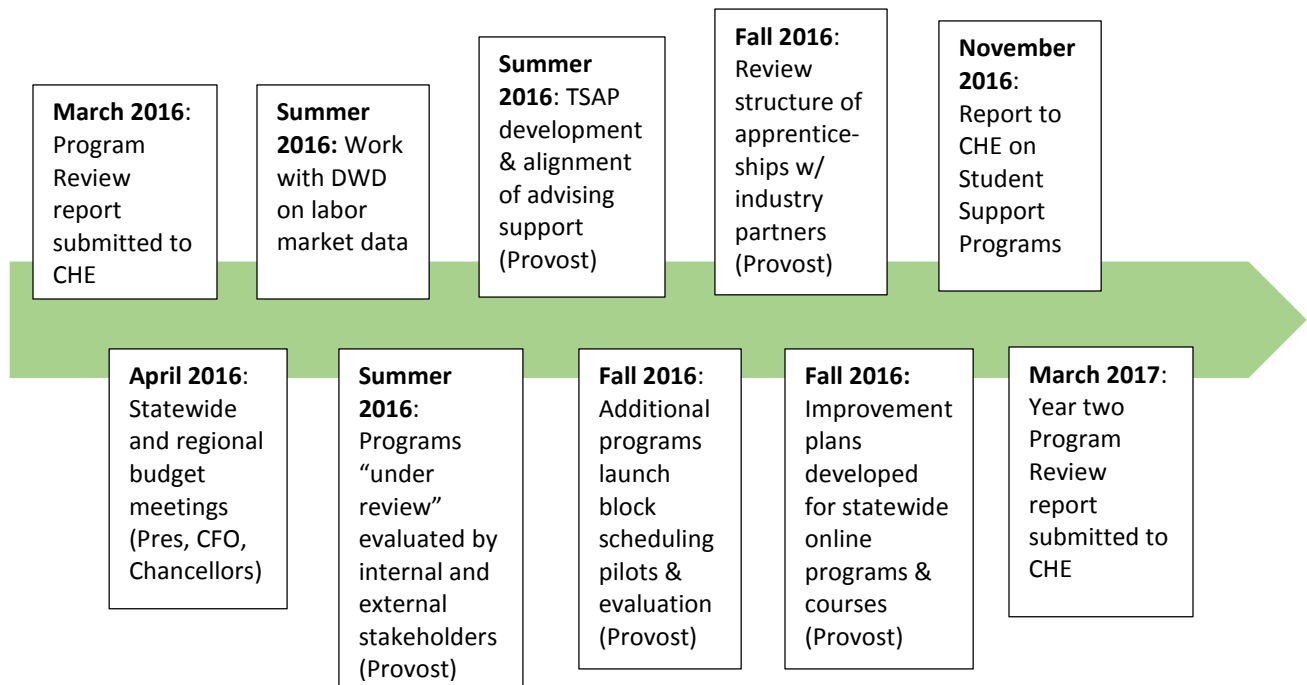 March 2016:
Program
Review
report
submitted to
CHE
Summer
2016: Work
with DWD
on labor
market data
Summer
2016: TSAP
development
& alignment
of advising
support
(Provost)
Fall 2016:
Review
structure of
apprentice-
ships w/
industry
partners
(Provost)
November
2016:
Report to
CHE on
Student
Support
Programs
April 2016:
Statewide
and regional
budget
meetings
(Pres, CFO,
Chancellors)
Summer
2016:
Programs
“under
review”
evaluated by
internal and
external
stakeholders
(Provost)
Fall 2016:
Additional
programs
launch
block
scheduling
pilots &
evaluation
(Provost)
Fall 2016:
Improvement
plans
developed
for statewide
online
programs &
courses
(Provost)
March 2017:
Year two
Program
Review
report
submitted to
CHE